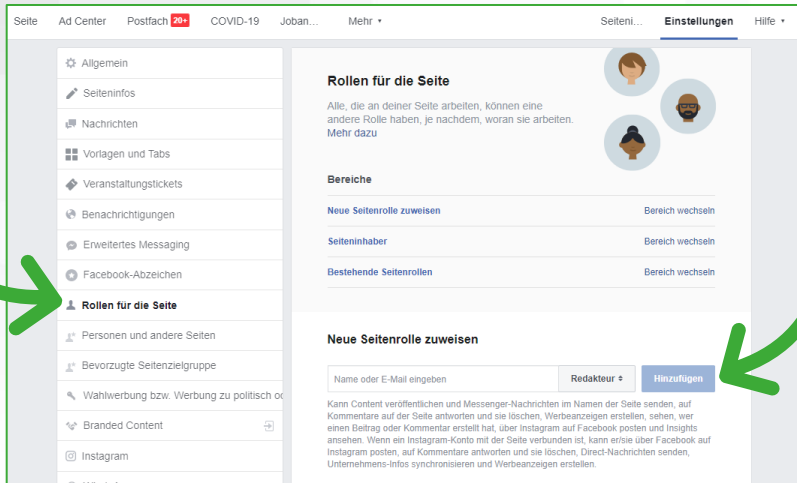 Seite Ad Center Postfach 20+ COVID-19 Joban... Mehr Seiteni... Einstellungen Hilfe
Allgemein
Seiteninfos
Nachrichten
Vorlagen und Tabs
Veranstaltungstickets
Benachrichtigungen
Erweitertes Messaging
Facebook-Abzeichen
Rollen für die Seite
Personen und andere Seiten
Bevorzugte Seitenzielgruppe
Wahlwerbung bzw. Werbung zu politisch
Branded Content
Instagram
Rollen für die Seite
Alle, die an deiner Seite arbeiten, können eine
andere Rolle haben, je nachdem, woran sie arbeiten.
Mehr dazu
Bereiche
Neue Seitenrolle zuweisen Bereich wechseln
Seiteninhaber Bereich wechseln
Bestehende Seitenrollen Bereich wechseln
Neue Seitenrolle zuweisen
Name oder E-Mail eingeben Redakteur Hinzufügen
Kann Content veröffentlichen und Messenger-Nachrichten im Namen der Seite senden, auf
Kommentare auf der Seite antworten und sie löschen, Werbeanzeigen erstellen, sehen, wer
einen Beitrag oder Kommentar erstellt hat, über Instagram auf Facebook posten und Insights
ansehen. Wenn ein Instagram-Konto mit der Seite verbunden ist, kann er/sie über Facebook auf
Instagram posten, auf Kommentare antworten und sie löschen, Direct-Nachrichten senden,
Unternehmens-Infos synchronisieren und Werbeanzeigen erstellen.